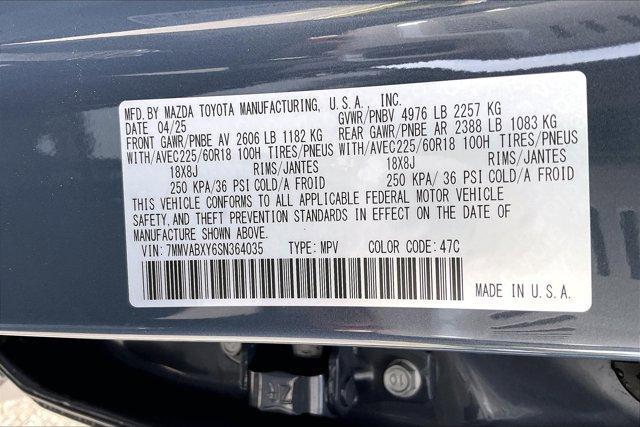 MFD. BY MAZDA TOYOTA MANUFACTURING, U.S.A., INC.
DATE 04/25 GVWR/PNBV 4976 LB 2257 KG
FRONT GAWR/PNBE AV 2606 LB 1182 KG REAR GAWR/PNBE AR 2388 LB 1083 KG
WITH/AVEC225/60R18 100H TIRES/PNEUS WITH/AVEC225/60R18 100H TIRES/PNEUS
18X8J RIMS/JANTES 18X8J RIMS/JANTES
250 KPA/ 36 PSI COLD/A FROID 250 KPA/ 36 PSI COLD/A FROID
THIS VEHICLE CONFORMS TO ALL APPLICABLE FEDERAL MOTOR VEHICLE
SAFETY, AND THEFT PREVENTION STANDARDS IN EFFECT ON THE DATE OF
MANUFACTURE SHOWN ABOVE.
VIN: 7MMVABXY6SN364035 TYPE: MPV COLOR CODE: 47C
MADE IN U.S.A.